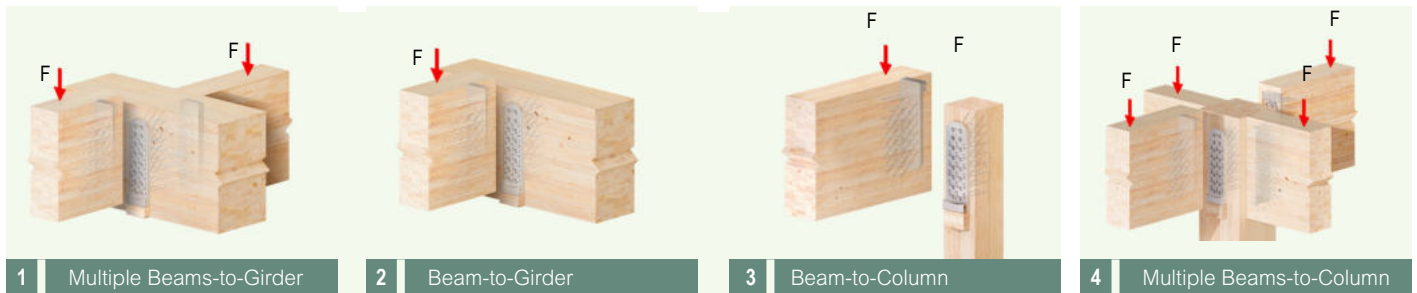 F
F
1 Multiple Beams-to-Girder
F
2 Beam-to-Girder
F
F
3 Beam-to-Column
F
F
F
F
4 Multiple Beams-to-Column